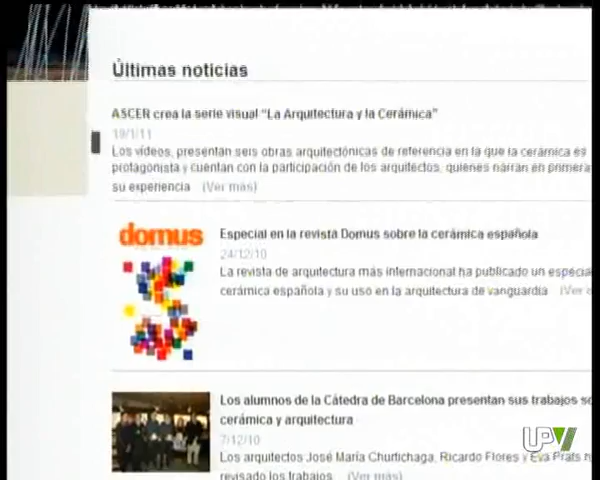 Últimas noticias
ASCER crea la serie visual "La Arquitectura y la Cerámica"
19/1/11
Los vídeos, presentan seis obras arquitectónicas de referencia en la que la cerámica es
protagonista y cuentan con la participación de los arquitectos, quienes narran en primera
su experiencia (Ver más)
domus
Especial en la revista Domus sobre la cerámica española
24/12/10
La revista de arquitectura más internacional ha publicado un especia
cerámica española y su uso en la arquitectura de vanguardia (Ver
Los alumnos de la Cátedra de Barcelona presentan sus trabajos
cerámica y arquitectura
7/12/10
Los arquitectos José María Churtichaga, Ricardo Flores y Eva Prats
revisado los trabajos (Ver más)
UPV